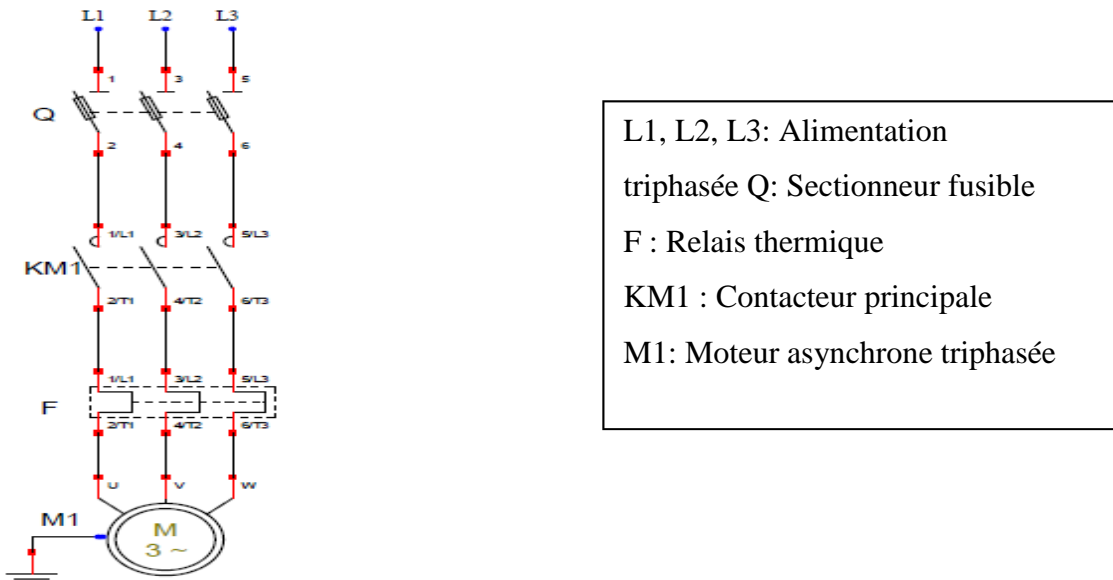 L1 L2 L3
1 3 5
Q
2 4 6
1/L1 3/L2 5/L3
KM1
2/T1 4/T2 6/T3
1/L1 3/L2 5/L3
F
2/T1 4/T2 6/T3
U V W
M1
M
3 ~
L1, L2, L3: Alimentation
triphasée Q: Sectionneur fusible
F : Relais thermique
KM1 : Contacteur principale
M1: Moteur asynchrone triphasée